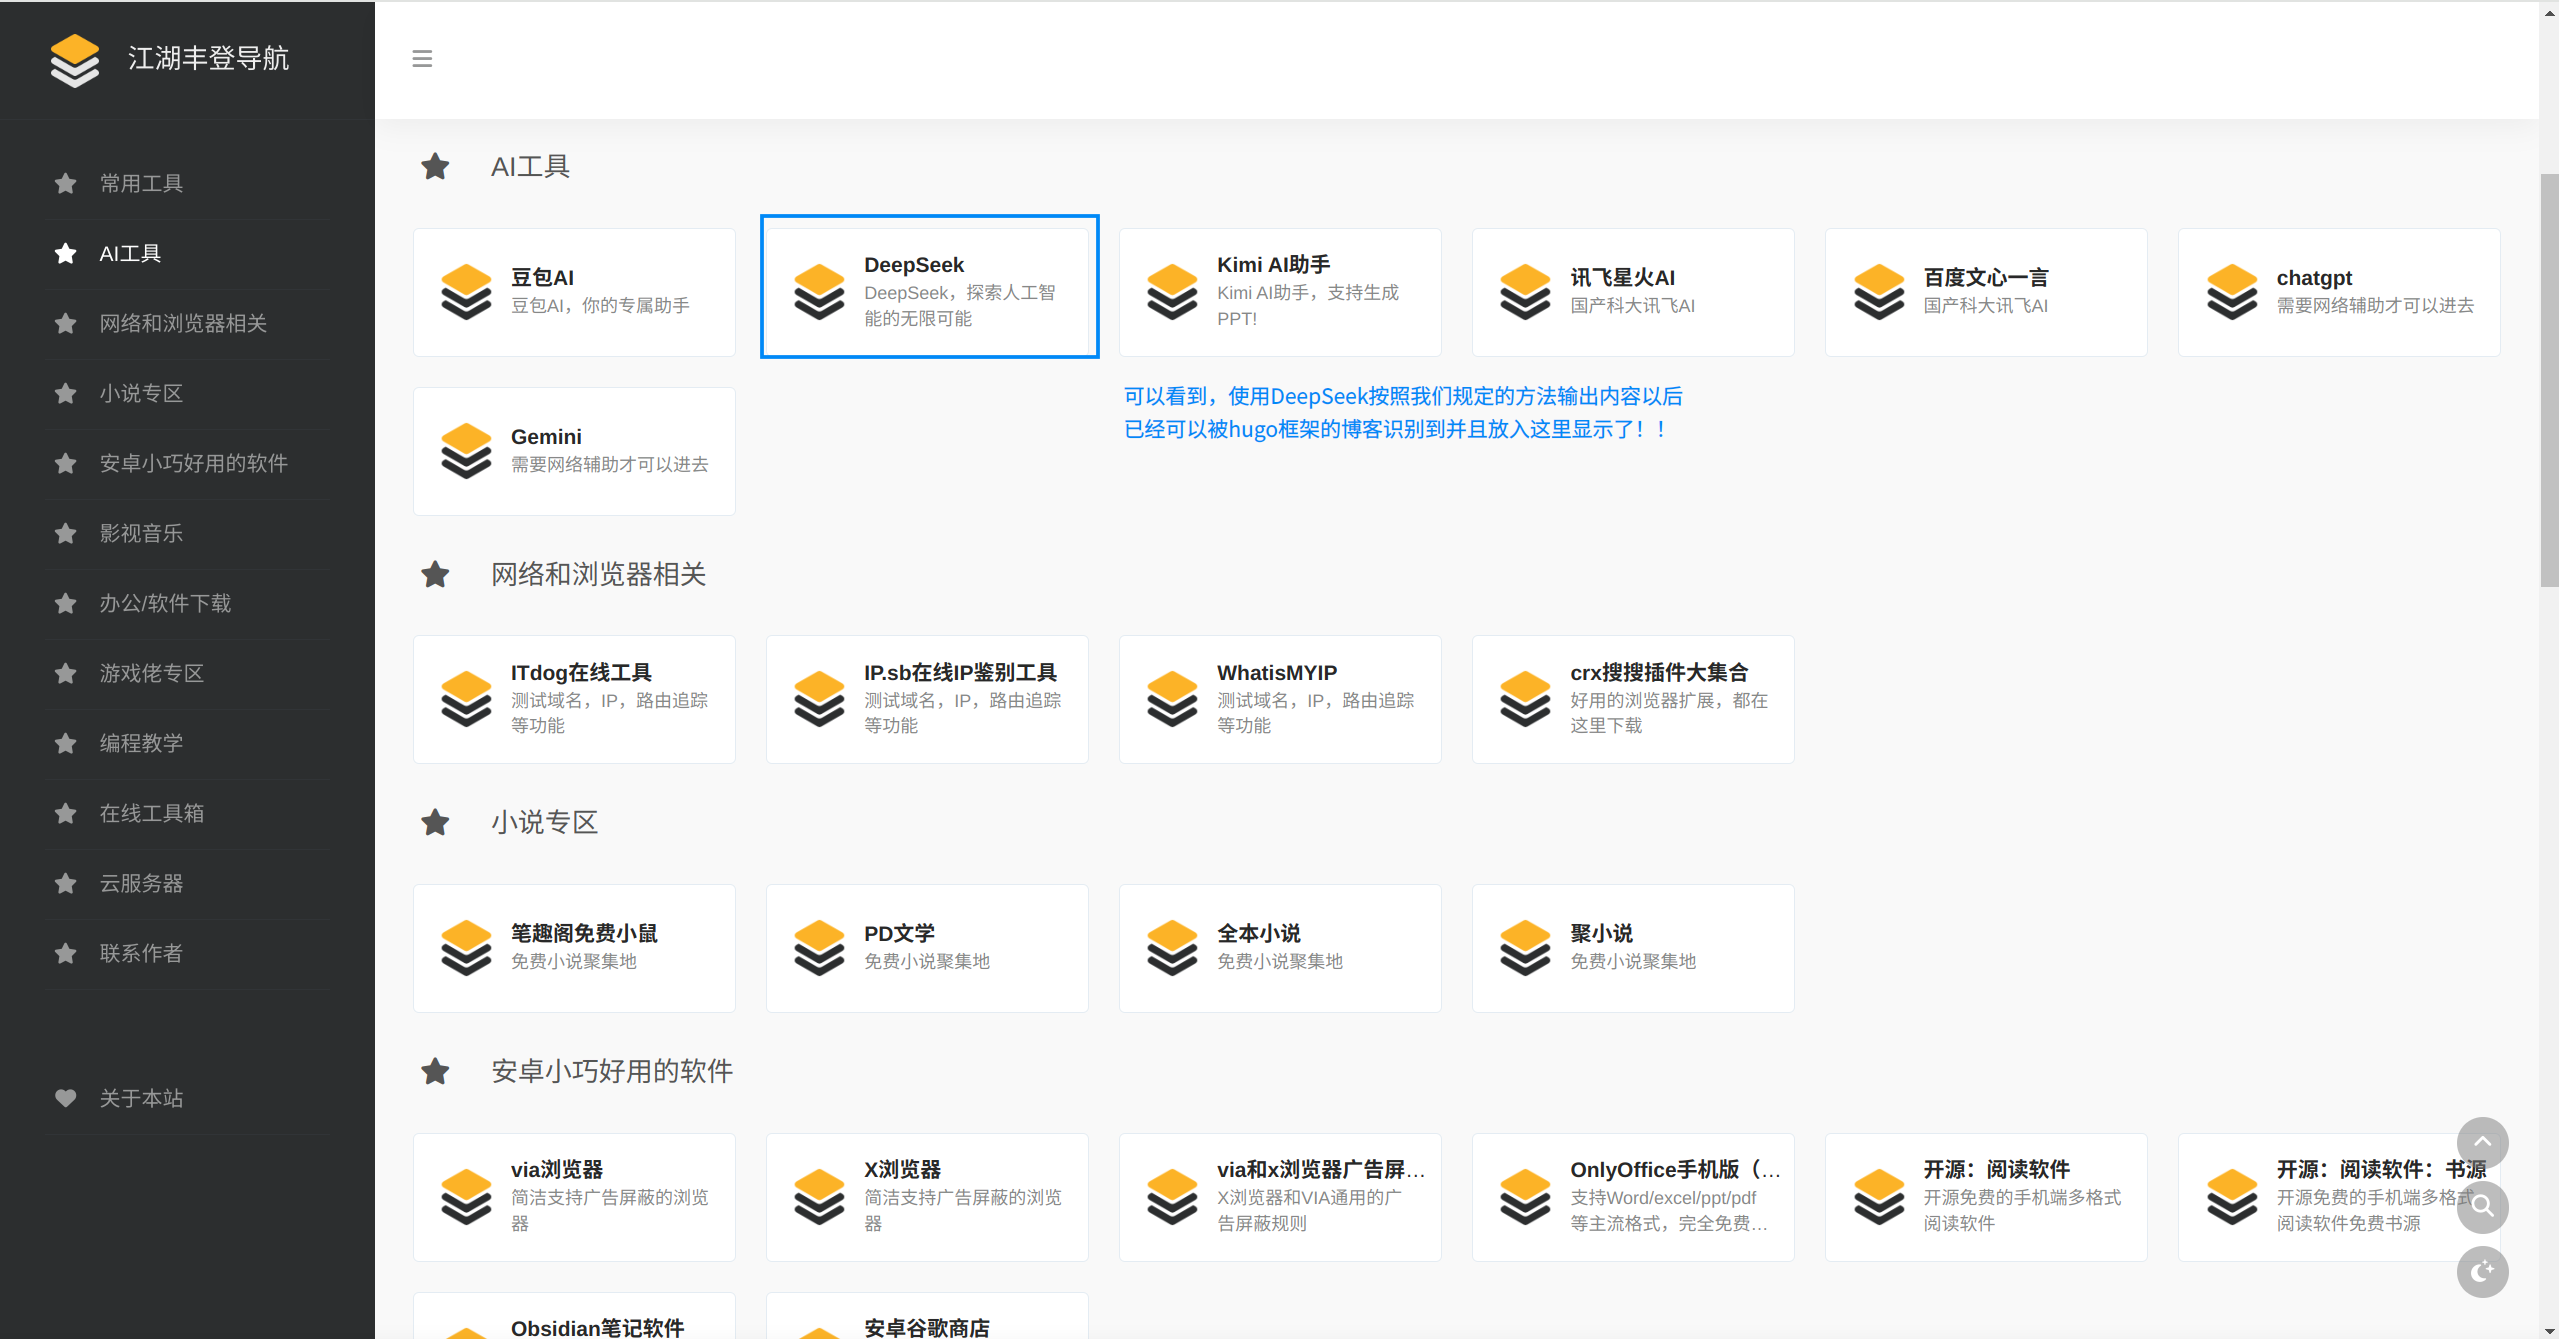 江湖丰登导航
常用工具
AI工具
网络和浏览器相关
小说专区
安卓小巧好用的软件
影视音乐
办公/软件下载
游戏佬专区
编程教学
在线工具箱
云服务器
联系作者
关于本站
AI工具
豆包AI
豆包AI，你的专属助手
DeepSeek
DeepSeek，探索人工智
能的无限可能
Kimi AI助手
Kimi AI助手，支持生成
PPT!
讯飞星火AI
国产科大讯飞AI
百度文心一言
国产科大讯飞AI
chatgpt
需要网络辅助才可以进去
Gemini
需要网络辅助才可以进去
可以看到，使用DeepSeek按照我们规定的方法输出内容以后
已经可以被hugo框架的博客识别到并且放入这里显示了！！
网络和浏览器相关
ITdog在线工具
测试域名，IP，路由追踪
等功能
IP.sb在线IP鉴别工具
测试域名，IP，路由追踪
等功能
WhatisMYIP
测试域名，IP，路由追踪
等功能
crx搜搜插件大集合
好用的浏览器扩展，都在
这里下载
小说专区
笔趣阁免费小鼠
免费小说聚集地
PD文学
免费小说聚集地
全本小说
免费小说聚集地
聚小说
免费小说聚集地
安卓小巧好用的软件
via浏览器
简洁支持广告屏蔽的浏览
器
X浏览器
简洁支持广告屏蔽的浏览
器
via和x浏览器广告屏…
X浏览器和VIA通用的广
告屏蔽规则
OnlyOffice手机版（…
支持Word/excel/ppt/pdf
等主流格式，完全免费…
开源：阅读软件
开源免费的手机端多格式
阅读软件
开源：阅读软件：书源
开源免费的手机端多格式
阅读软件免费书源
Obsidian笔记软件
安卓谷歌商店